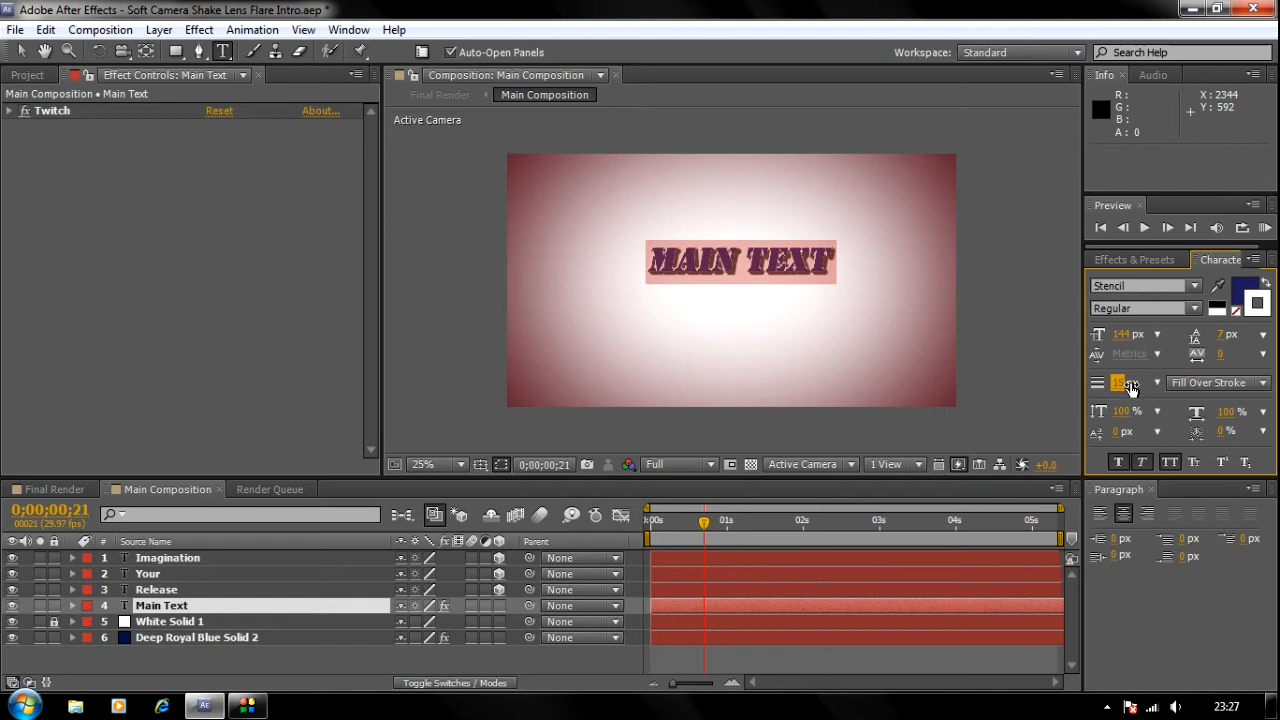 Adobe After Effects - Soft Camera Shake Lens Flare Intro.aep *
File Edit Composition Layer Effect Animation View Window Help
Auto-Open Panels Workspace: Standard Search Help
Project Effect Controls: Main Text Composition: Main Composition Info Audio
Main Composition • Main Text Final Render Main Composition
Twitch Reset About...
Active Camera
R: X: 2344
G: Y: 592
B:
A: 0
Preview
Effects & Presets Characte
MAIN TEXT
Stencil
Regular
144 px 7 px
Metrics 0
Fill Over Stroke
100 % 100 %
0 px 0 %
T T TT Tr T¹ T₁
25% 0;00;00;21 Full Active Camera 1 View +0.0
Final Render Main Composition Render Queue Paragraph
0;00;00;21
00021 (29.97 fps)
:00s 01s 02s 03s 04s 05s
# Source Name Parent
0 px 0 px 0 px
0 px 0 px
1 T Imagination None
2 T Your None
3 T Release None
4 T Main Text None
5 White Solid 1 None
6 Deep Royal Blue Solid 2 None
Toggle Switches / Modes
23:27